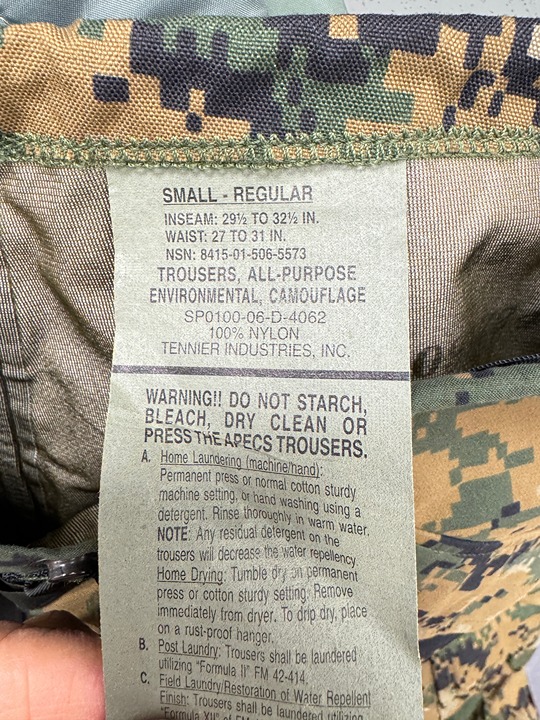 SMALL - REGULAR
INSEAM: 29½ TO 32½ IN.
WAIST: 27 TO 31 IN.
NSN: 8415-01-506-5573
TROUSERS, ALL-PURPOSE
ENVIRONMENTAL, CAMOUFLAGE
SP0100-06-D-4062
100% NYLON
TENNIER INDUSTRIES, INC.
WARNING!! DO NOT STARCH,
BLEACH, DRY CLEAN OR
PRESS THE APECS TROUSERS.
A. Home Laundering (machine/hand):
Permanent press or normal cotton sturdy
machine setting, or hand washing using a
detergent. Rinse thoroughly in warm water.
NOTE: Any residual detergent on the
trousers will decrease the water repellency.
Home Drying: Tumble dry on permanent
press or cotton sturdy setting. Remove
immediately from dryer. To drip dry, place
on a rust-proof hanger.
B. Post Laundry: Trousers shall be laundered
utilizing "Formula II" FM 42-414.
C. Field Laundry/Restoration of Water Repellent
Finish: Trousers shall be laundered utilizing
"Formula XII" of FM